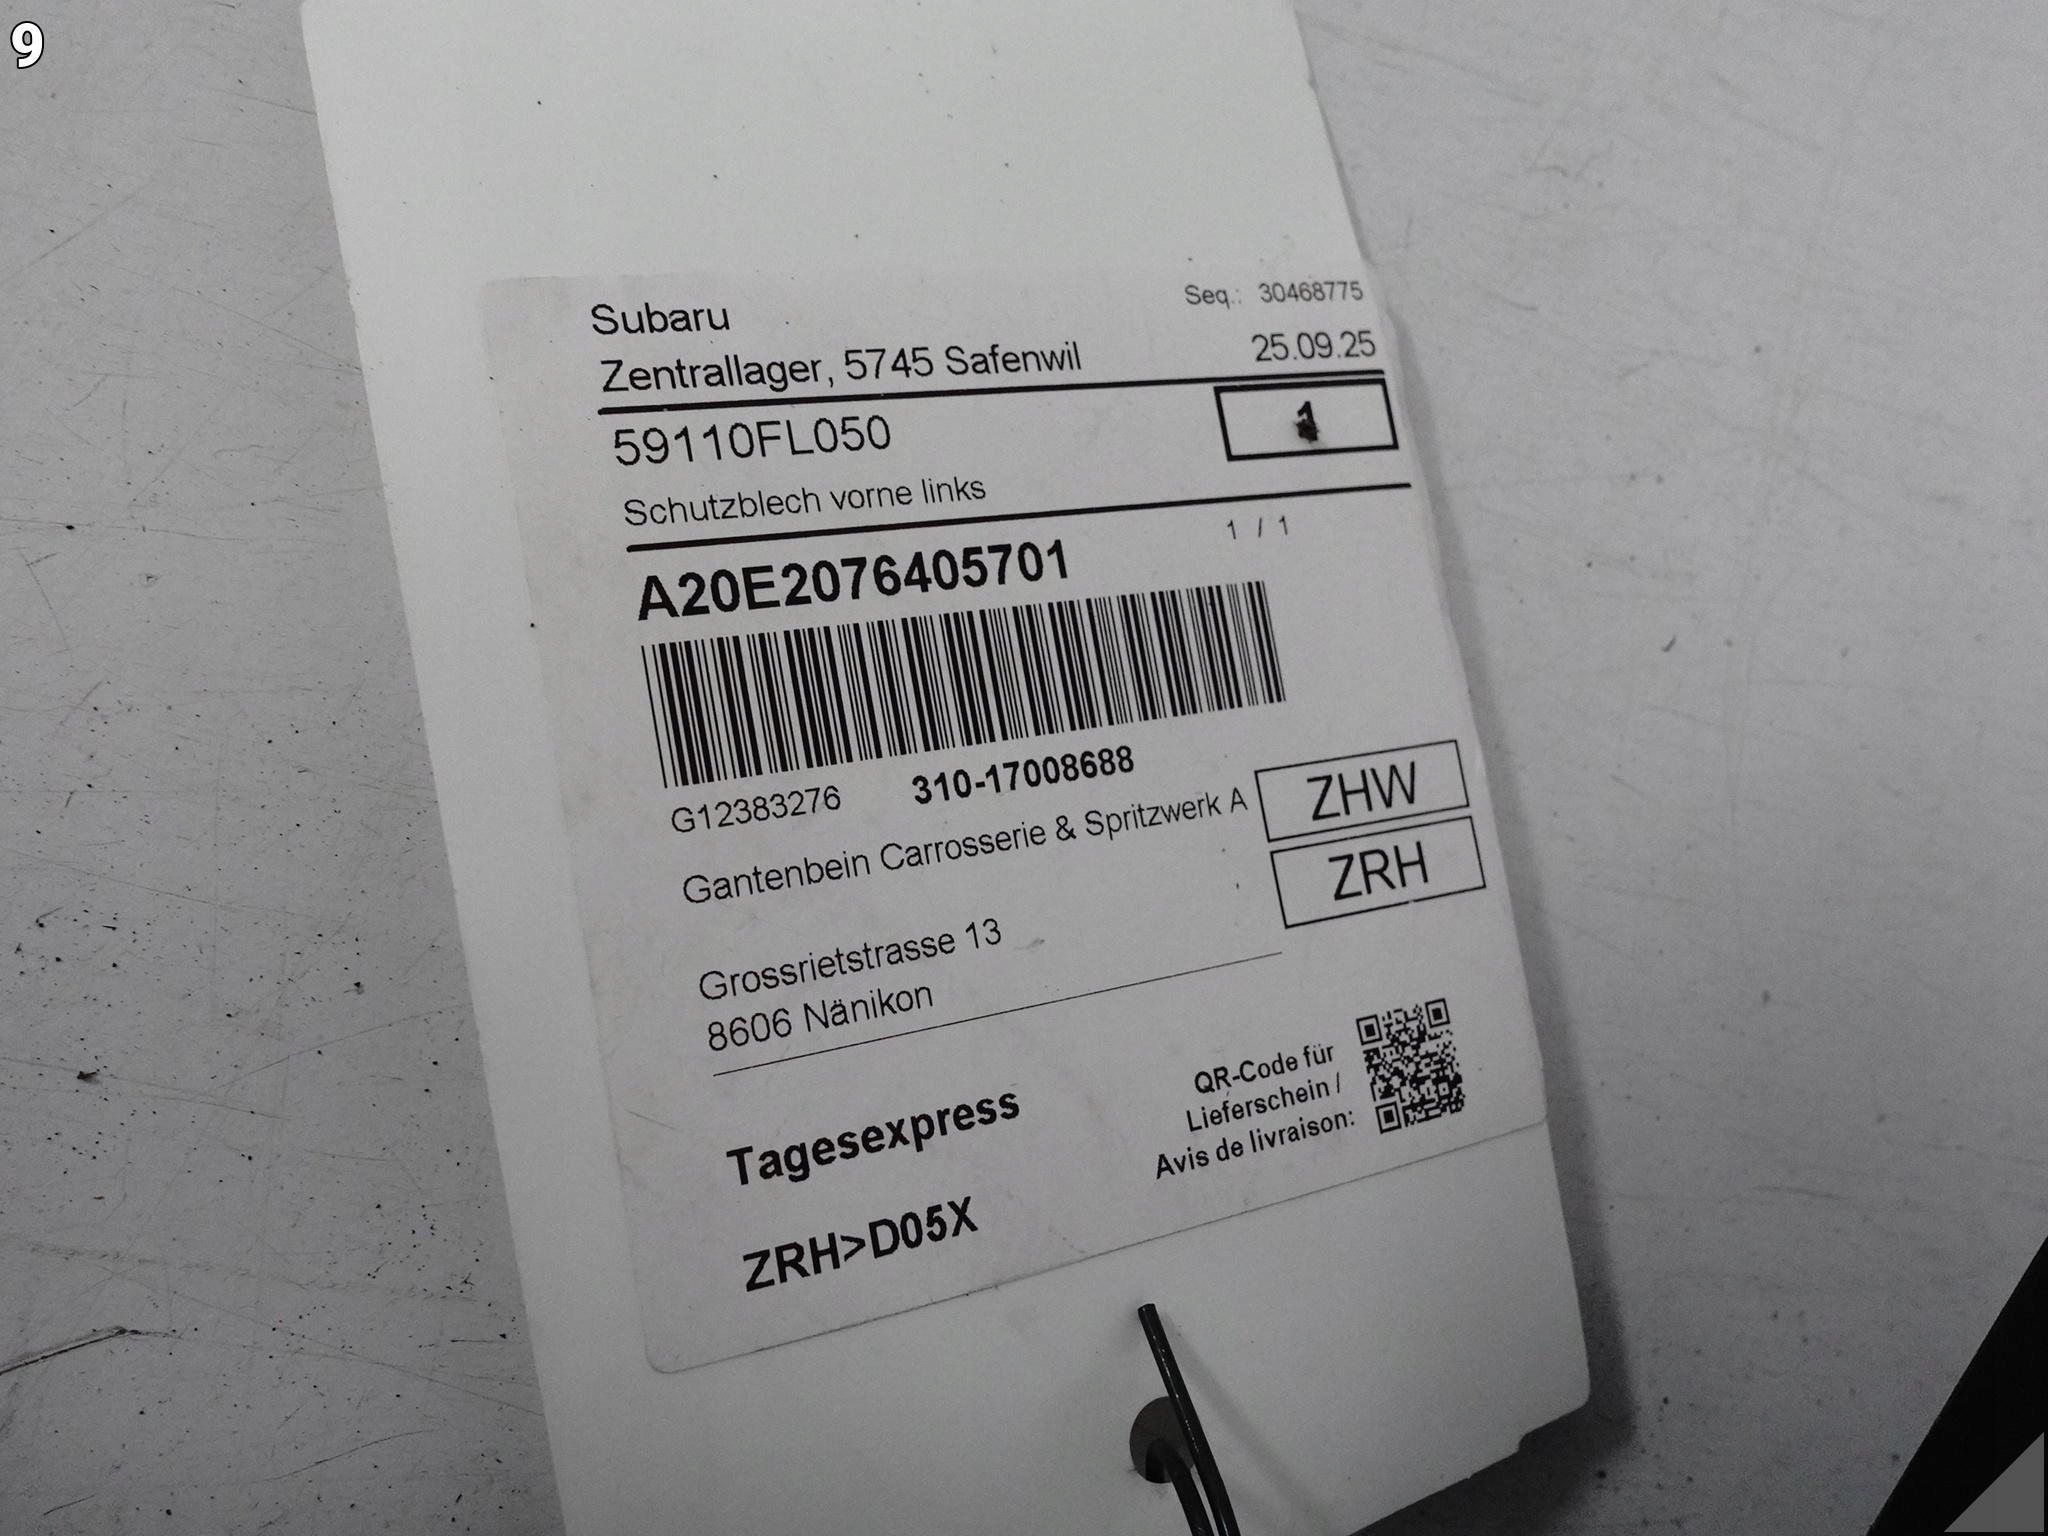 9
Subaru
Seq.: 30468775
Zentrallager, 5745 Safenwil
25.09.25
59110FL050
1
Schutzblech vorne links
1 / 1
A20E2076405701
G12383276
310-17008688
Gantenbein Carrosserie & Spritzwerk A
ZHW
ZRH
Grossrietstrasse 13
8606 Nänikon
QR-Code für
Lieferschein /
Avis de livraison:
Tagesexpress
ZRH>D05X